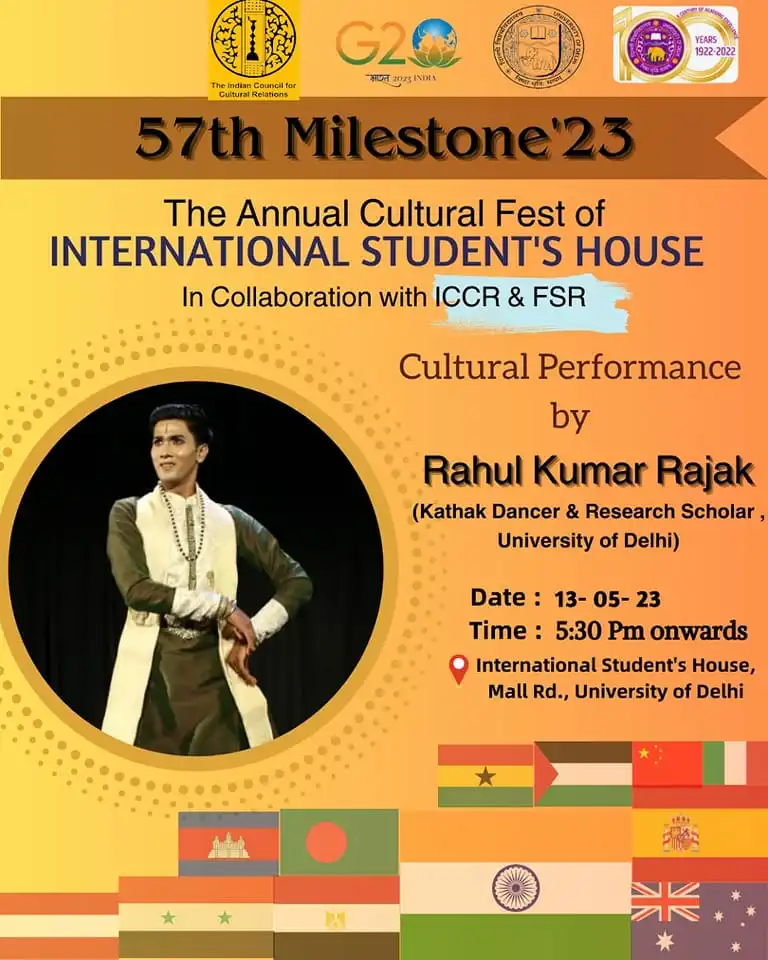 The Indian Council for
Cultural Relations
G20
भारत 2023 INDIA
UNIVERSITY OF DELHI
YEARS
1922-2022
57th Milestone'23
The Annual Cultural Fest of
INTERNATIONAL STUDENT'S HOUSE
In Collaboration with ICCR & FSR
Cultural Performance
by
Rahul Kumar Rajak
(Kathak Dancer & Research Scholar ,
University of Delhi)
Date : 13- 05- 23
Time : 5:30 Pm onwards
International Student's House,
Mall Rd., University of Delhi